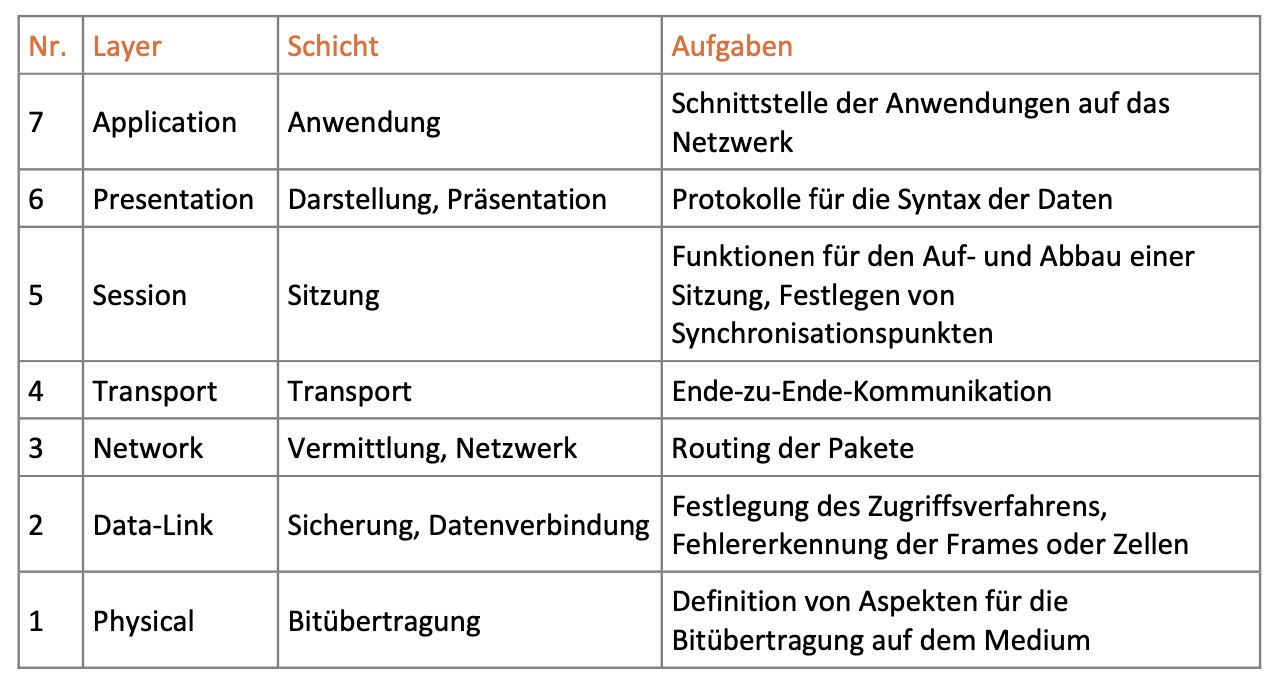 Nr. Layer Schicht Aufgaben
7 Application Anwendung Schnittstelle der Anwendungen auf das
Netzwerk
6 Presentation Darstellung, Präsentation Protokolle für die Syntax der Daten
5 Session Sitzung Funktionen für den Auf- und Abbau einer
Sitzung, Festlegen von
Synchronisationspunkten
4 Transport Transport Ende-zu-Ende-Kommunikation
3 Network Vermittlung, Netzwerk Routing der Pakete
2 Data-Link Sicherung, Datenverbindung Festlegung des Zugriffsverfahrens,
Fehlererkennung der Frames oder Zellen
1 Physical Bitübertragung Definition von Aspekten für die
Bitübertragung auf dem Medium